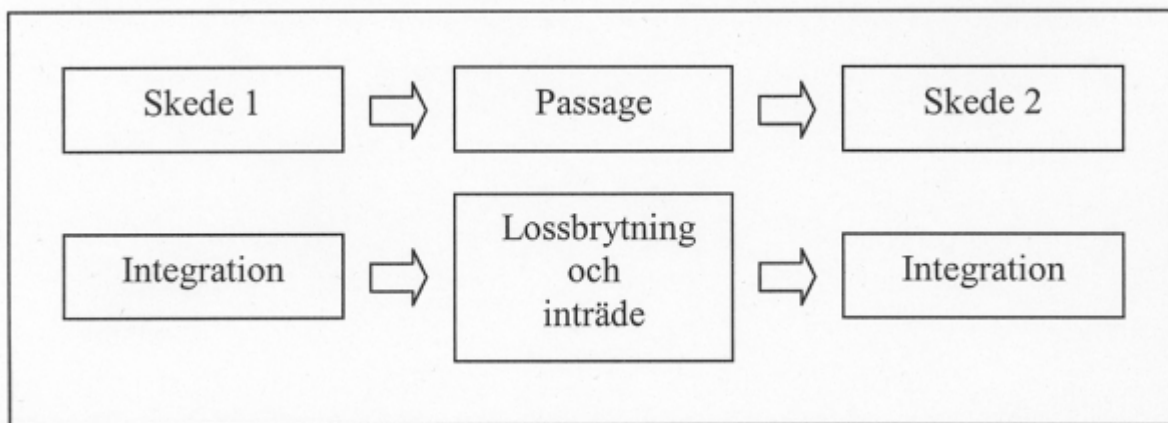 Skede 1
Passage
Skede 2
Integration
Lossbrytning
och
inträde
Integration